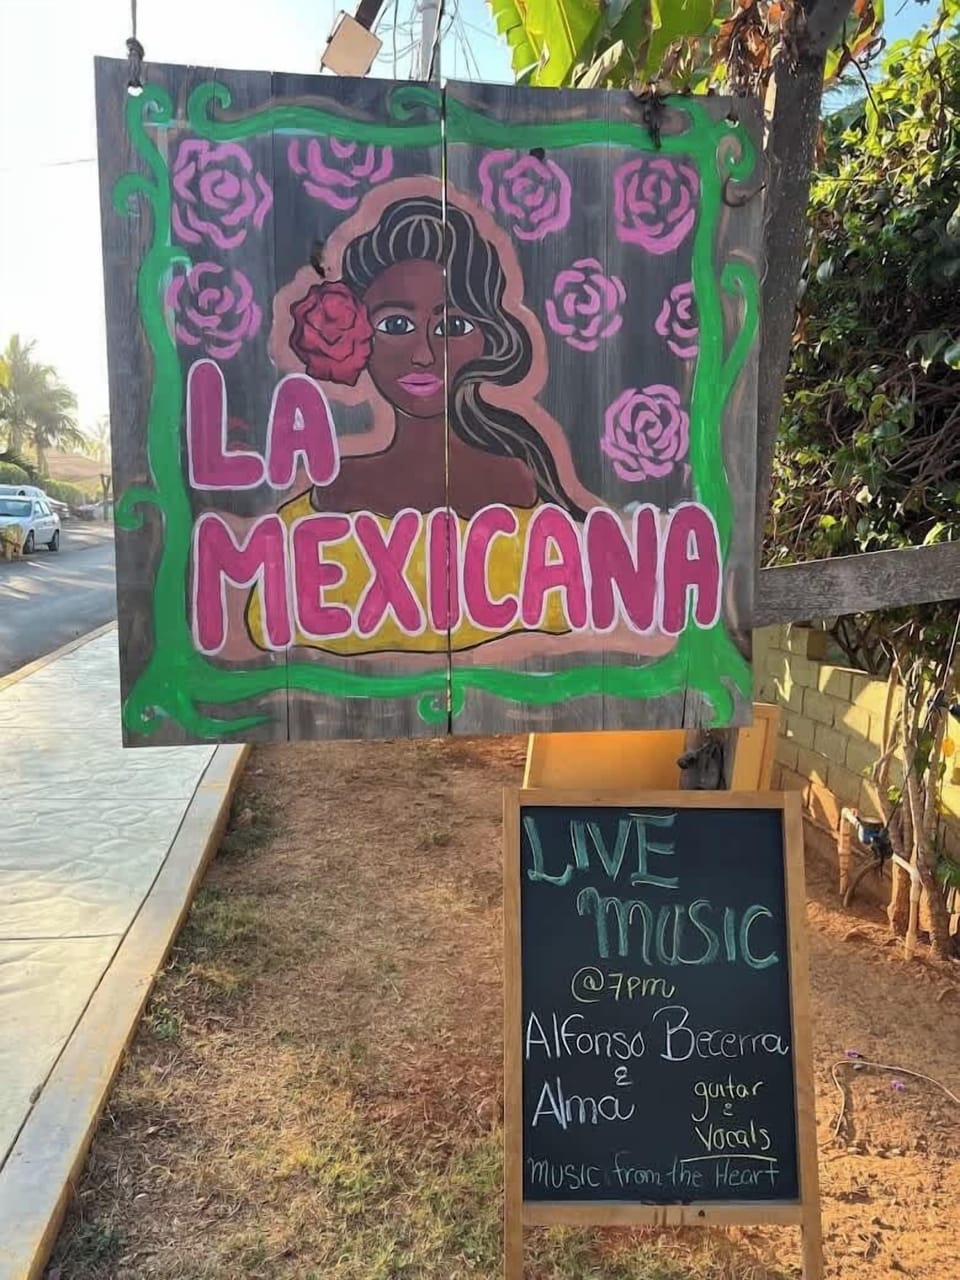 LA
MEXICANA
LIVE
MUSIC
@7pm
Alfonso Becerra
&
Alma
guitar
&
Vocals
MUSIC from the Heart